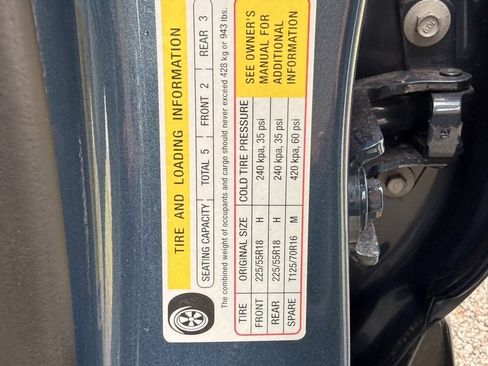 TIRE AND LOADING INFORMATION
SEATING CAPACITY TOTAL 5 FRONT 2 REAR 3
The combined weight of occupants and cargo should never exceed 428 kg or 943 lbs.
TIRE ORIGINAL SIZE COLD TIRE PRESSURE
FRONT 225/55R18 H 240 kpa, 35 psi
REAR 225/55R18 H 240 kpa, 35 psi
SPARE T125/70R16 M 420 kpa, 60 psi
SEE OWNER'S
MANUAL FOR
ADDITIONAL
INFORMATION